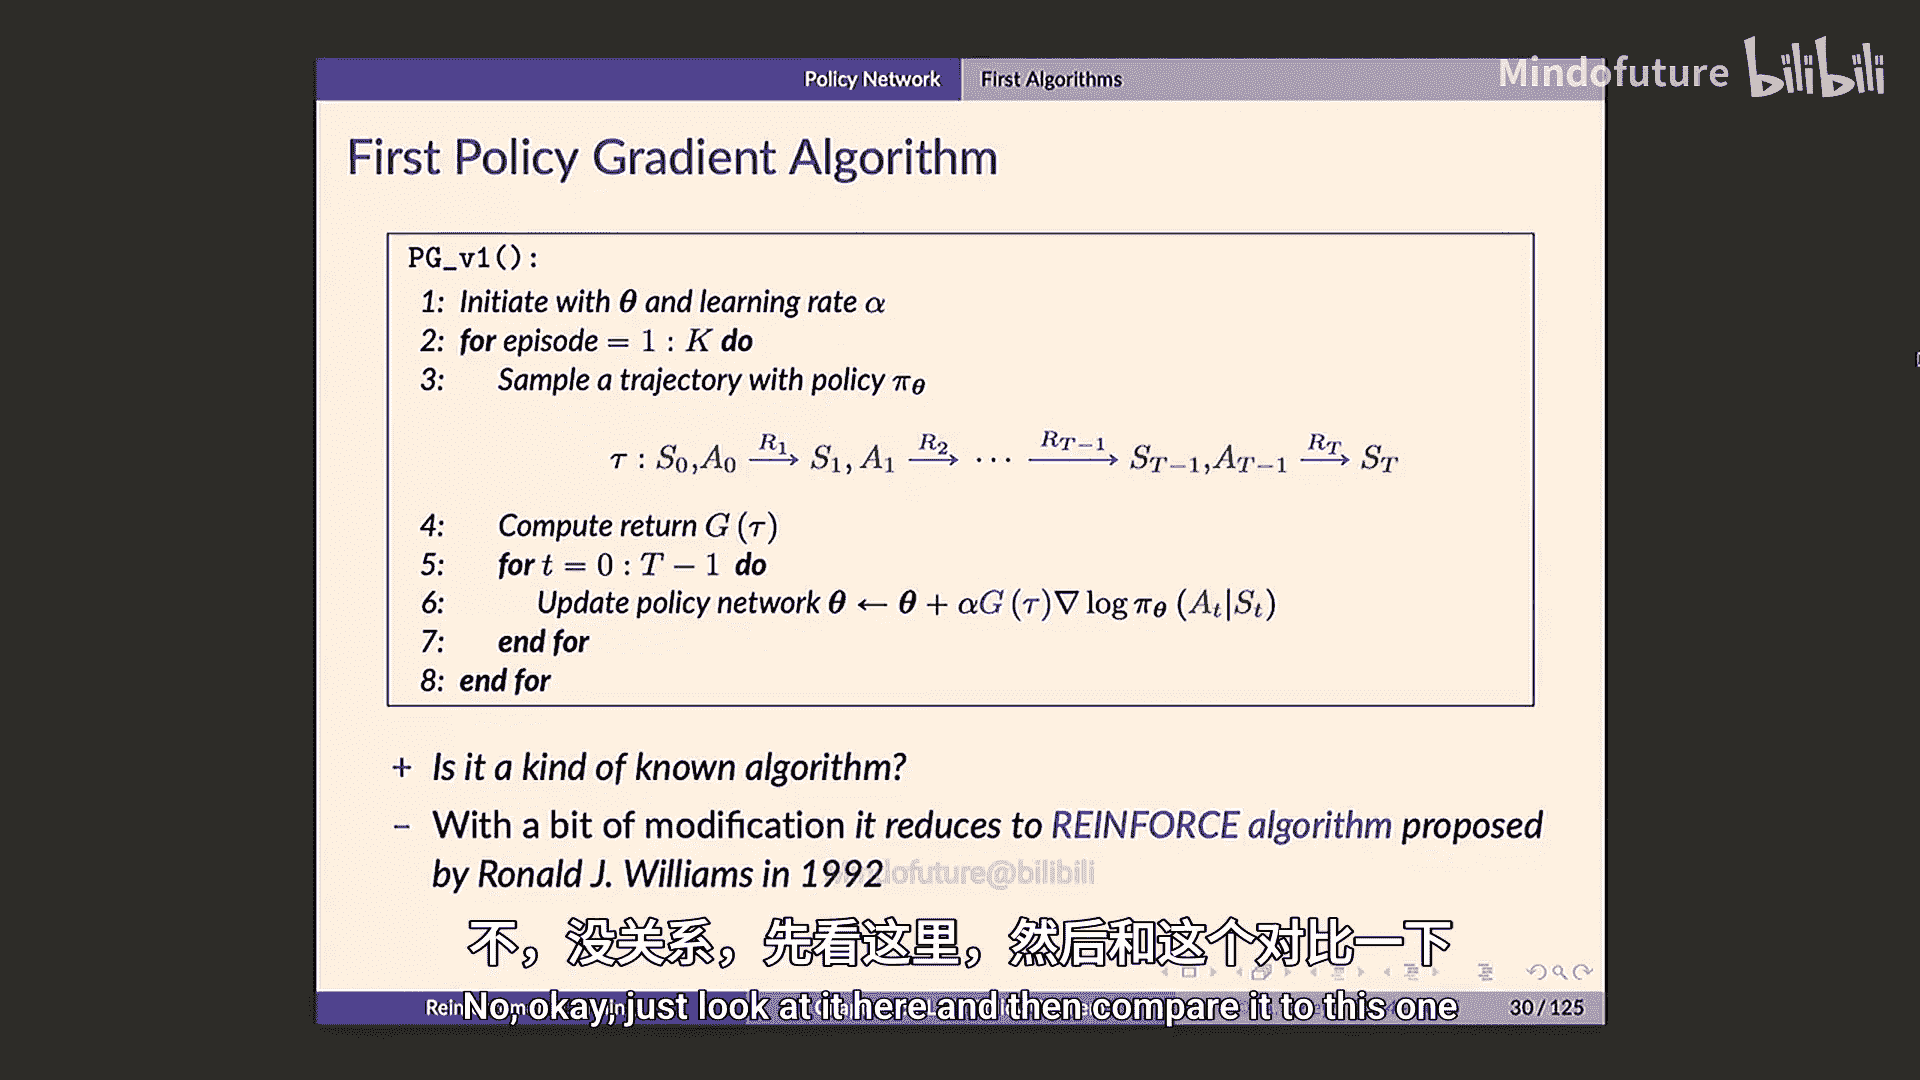 Policy Network First Algorithms
Mindofuture bilibili
First Policy Gradient Algorithm
PG_v1():
1: Initiate with θ and learning rate α
2: for episode = 1 : K do
3: Sample a trajectory with policy π_θ
τ : S_0, A_0 \xrightarrow{R_1} S_1, A_1 \xrightarrow{R_2} ⋯ \xrightarrow{R_{T−1}} S_{T−1}, A_{T−1} \xrightarrow{R_T} S_T
4: Compute return G (τ)
5: for t = 0 : T − 1 do
6: Update policy network θ ← θ + αG (τ)∇ log π_θ (A_t|S_t)
7: end for
8: end for
+ Is it a kind of known algorithm?
– With a bit of modification it reduces to REINFORCE algorithm proposed
by Ronald J. Williams in 1992
Mindofuture@bilibili
不，没关系，先看这里，然后和这个对比一下
No, okay, just look at it here and then compare it to this one
30 / 125